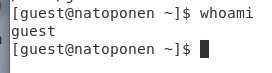 [guest@natoponen ~]$ whoami
guest
[guest@natoponen ~]$